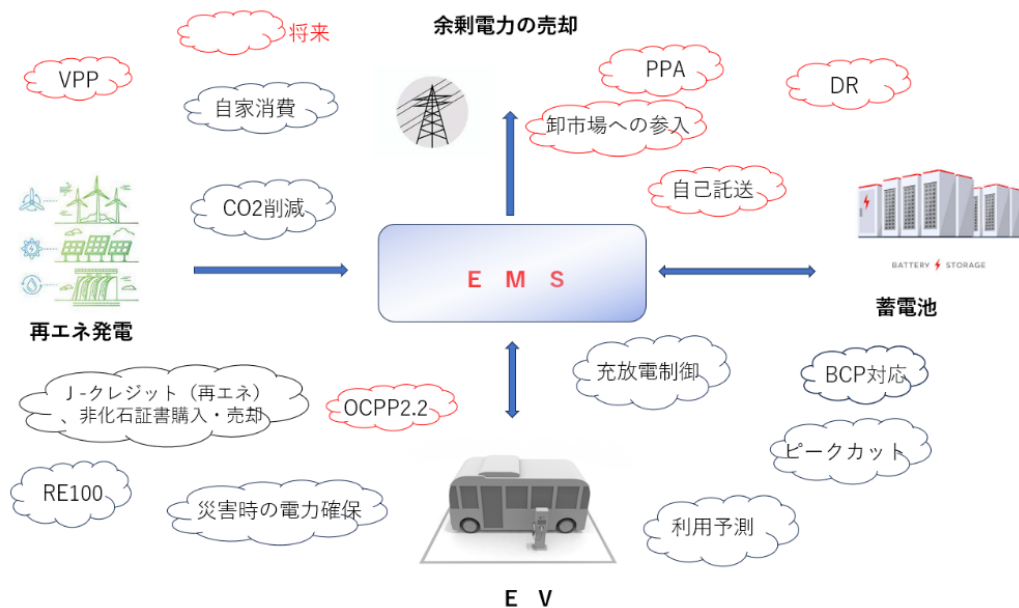 余剰電力の売却
将来
VPP
PPA
DR
自家消費
卸市場への参入
自己託送
CO2削減
E M S
BATTERY STORAGE
再エネ発電
蓄電池
充放電制御
BCP対応
J-クレジット（再エネ）
、非化石証書購入・売却
OCPP2.2
ピークカット
RE100
災害時の電力確保
利用予測
E V